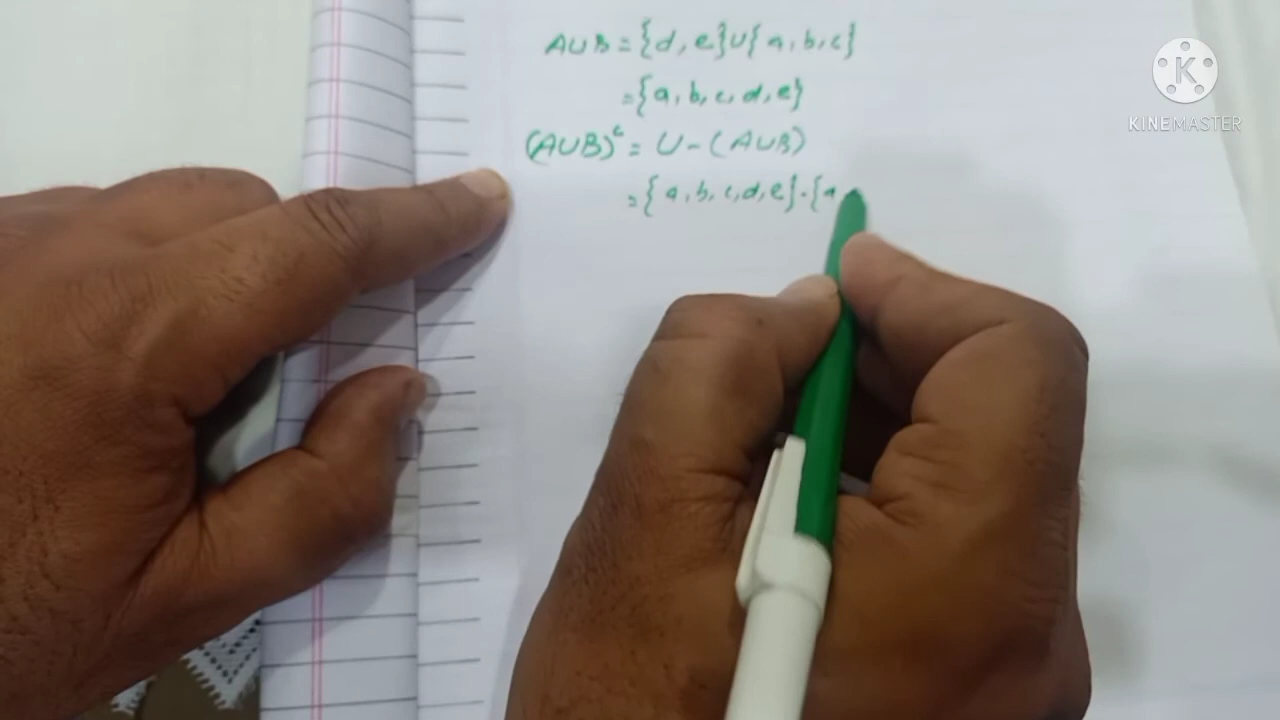 A∪B = {d, e}∪{a, b, c}
= {a, b, c, d, e}
(A∪B)ᶜ = U - (A∪B)
= {a, b, c, d, e} - {a
KINEMASTER